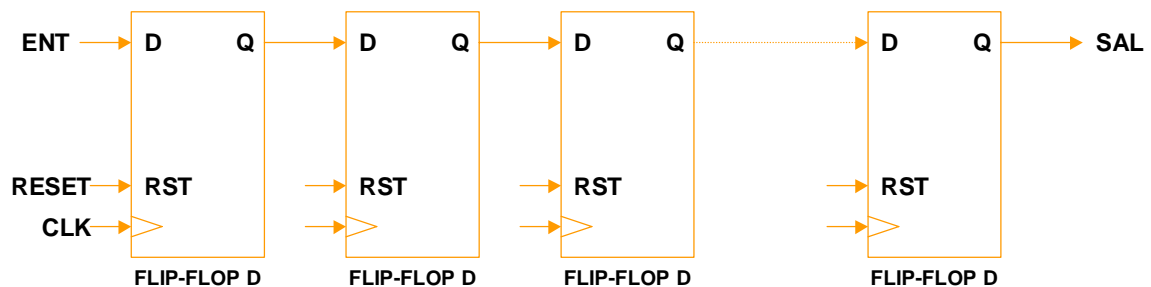 ENT D Q D Q D Q D Q SAL
RESET RST RST RST RST
CLK
FLIP-FLOP D FLIP-FLOP D FLIP-FLOP D FLIP-FLOP D